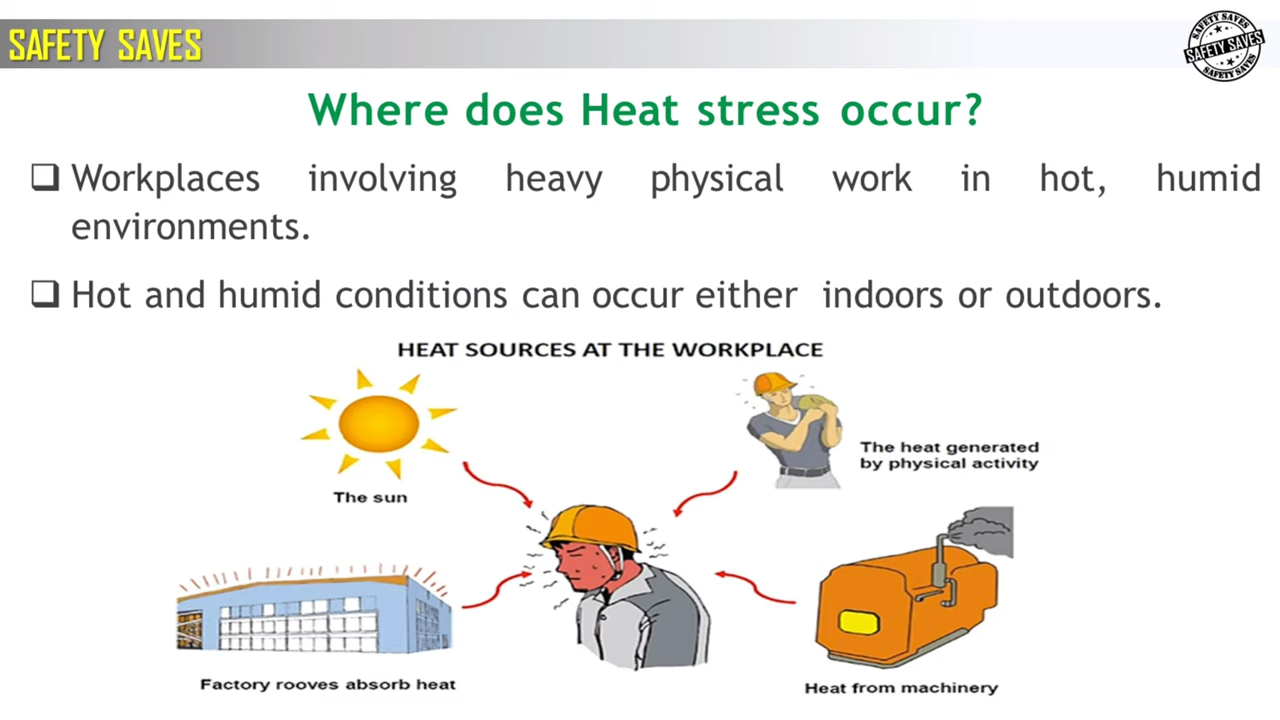 SAFETY SAVES
SAFETY SAVES
SAFETY SAVES
SAFETY SAVES
Where does Heat stress occur?
Workplaces involving heavy physical work in hot, humid
environments.
Hot and humid conditions can occur either indoors or outdoors.
HEAT SOURCES AT THE WORKPLACE
The sun
The heat generated
by physical activity
Factory rooves absorb heat
Heat from machinery